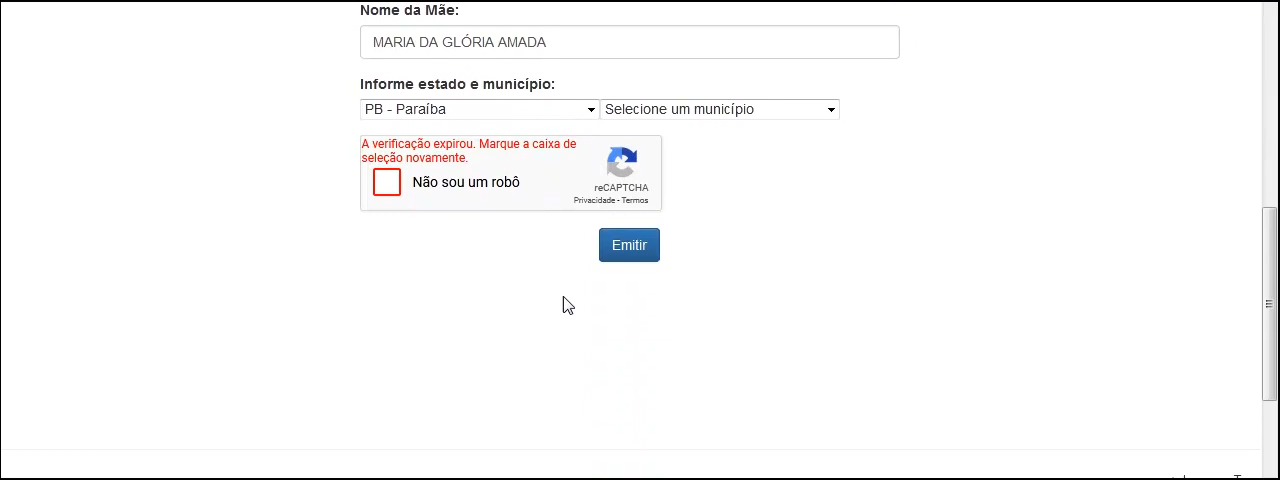 Nome da Mãe:
MARIA DA GLÓRIA AMADA
Informe estado e município:
PB - Paraíba
Selecione um município
A verificação expirou. Marque a caixa de
seleção novamente.
Não sou um robô
reCAPTCHA
Privacidade - Termos
Emitir